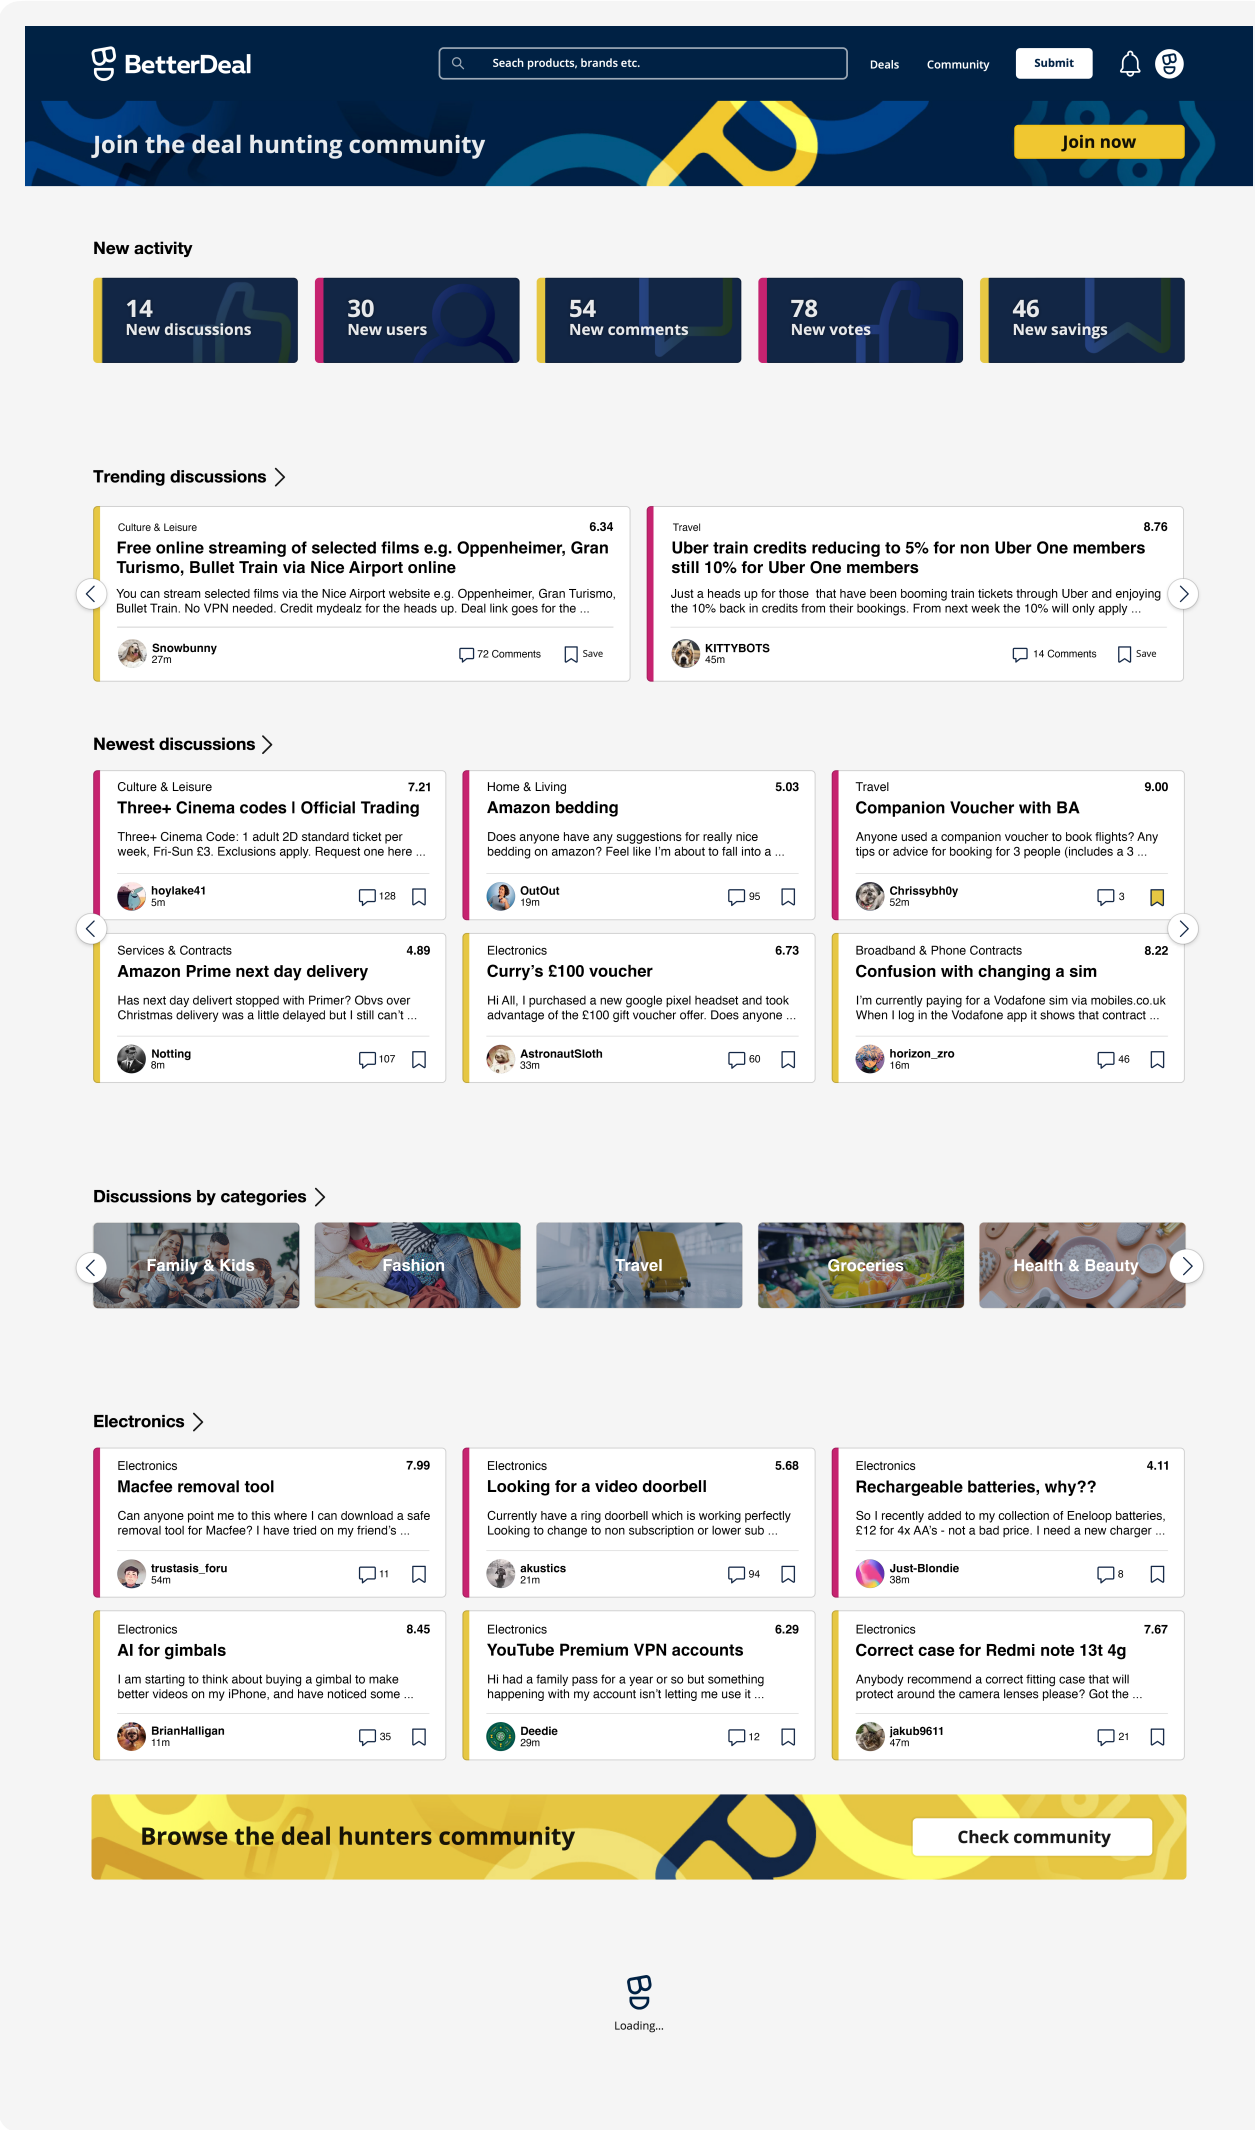 BetterDeal
Seach products, brands etc.
Deals
Community
Submit
Join the deal hunting community
Join now
New activity
14
New discussions
30
New users
54
New comments
78
New votes
46
New savings
Trending discussions
Culture & Leisure
6.34
Free online streaming of selected films e.g. Oppenheimer, Gran
Turismo, Bullet Train via Nice Airport online
You can stream selected films via the Nice Airport website e.g. Oppenheimer, Gran Turismo,
Bullet Train. No VPN needed. Credit mydealz for the heads up. Deal link goes for the ...
Snowbunny
27m
72 Comments
Save
Travel
8.76
Uber train credits reducing to 5% for non Uber One members
still 10% for Uber One members
Just a heads up for those that have been booming train tickets through Uber and enjoying
the 10% back in credits from their bookings. From next week the 10% will only apply ...
KITTYBOTS
45m
14 Comments
Save
Newest discussions
Culture & Leisure
7.21
Three+ Cinema codes l Official Trading
Three+ Cinema Code: 1 adult 2D standard ticket per
week, Fri-Sun £3. Exclusions apply. Request one here ...
hoylake41
5m
128
Home & Living
5.03
Amazon bedding
Does anyone have any suggestions for really nice
bedding on amazon? Feel like I'm about to fall into a ...
OutOut
19m
95
Travel
9.00
Companion Voucher with BA
Anyone used a companion voucher to book flights? Any
tips or advice for booking for 3 people (includes a 3 ...
Chrissybh0y
52m
3
Services & Contracts
4.89
Amazon Prime next day delivery
Has next day delivert stopped with Primer? Obvs over
Christmas delivery was a little delayed but I still can't ...
Notting
8m
107
Electronics
6.73
Curry's £100 voucher
Hi All, I purchased a new google pixel headset and took
advantage of the £100 gift voucher offer. Does anyone ...
AstronautSloth
33m
60
Broadband & Phone Contracts
8.22
Confusion with changing a sim
I'm currently paying for a Vodafone sim via mobiles.co.uk
When I log in the Vodafone app it shows that contract ...
horizon_zro
16m
46
Discussions by categories
Family & Kids
Fashion
Travel
Groceries
Health & Beauty
Electronics
Electronics
7.99
Macfee removal tool
Can anyone point me to this where I can download a safe
removal tool for Macfee? I have tried on my friend's ...
trustasis_foru
54m
11
Electronics
5.68
Looking for a video doorbell
Currently have a ring doorbell which is working perfectly
Looking to change to non subscription or lower sub ...
akustics
21m
94
Electronics
4.11
Rechargeable batteries, why??
So I recently added to my collection of Eneloop batteries,
£12 for 4x AA's - not a bad price. I need a new charger ...
Just-Blondie
38m
8
Electronics
8.45
AI for gimbals
I am starting to think about buying a gimbal to make
better videos on my iPhone, and have noticed some ...
BrianHalligan
11m
35
Electronics
6.29
YouTube Premium VPN accounts
Hi had a family pass for a year or so but something
happening with my account isn't letting me use it ...
Deedie
29m
12
Electronics
7.67
Correct case for Redmi note 13t 4g
Anybody recommend a correct fitting case that will
protect around the camera lenses please? Got the ...
jakub9611
47m
21
Browse the deal hunters community
Check community
Loading...